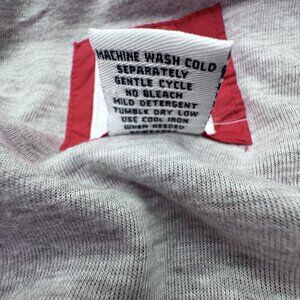 MACHINE WASH COLD
SEPARATELY
GENTLE CYCLE
NO BLEACH
MILD DETERGENT
TUMBLE DRY LOW
USE COOL IRON
WHEN NEEDED